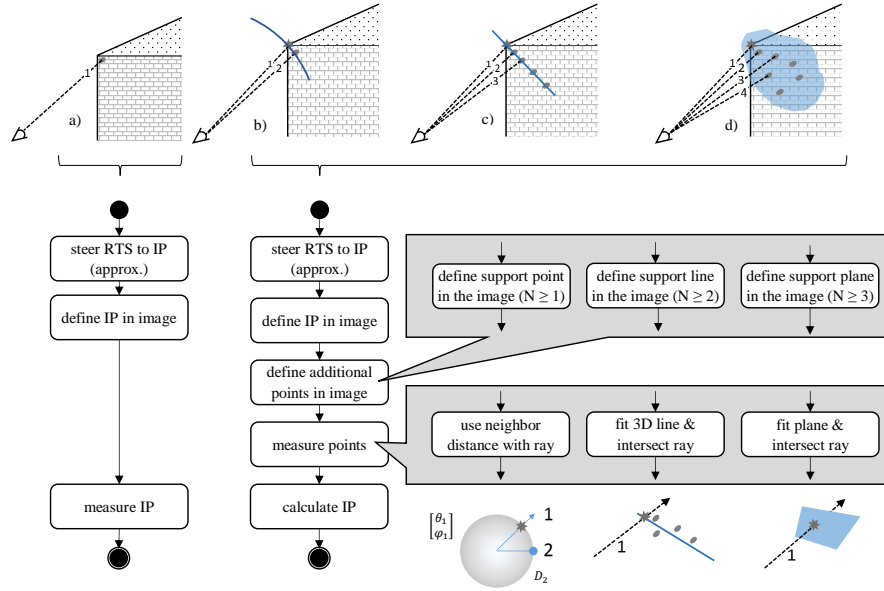 1
a)
1
2
b)
1
2
3
c)
1
2
3
4
d)
steer RTS to IP
(approx.)
define IP in image
measure IP
steer RTS to IP
(approx.)
define IP in image
define additional
points in image
measure points
calculate IP
define support point
in the image (N ≥ 1)
define support line
in the image (N ≥ 2)
define support plane
in the image (N ≥ 3)
use neighbor
distance with ray
fit 3D line &
intersect ray
fit plane &
intersect ray
[θ₁
φ₁]
1
2
D₂
1
1